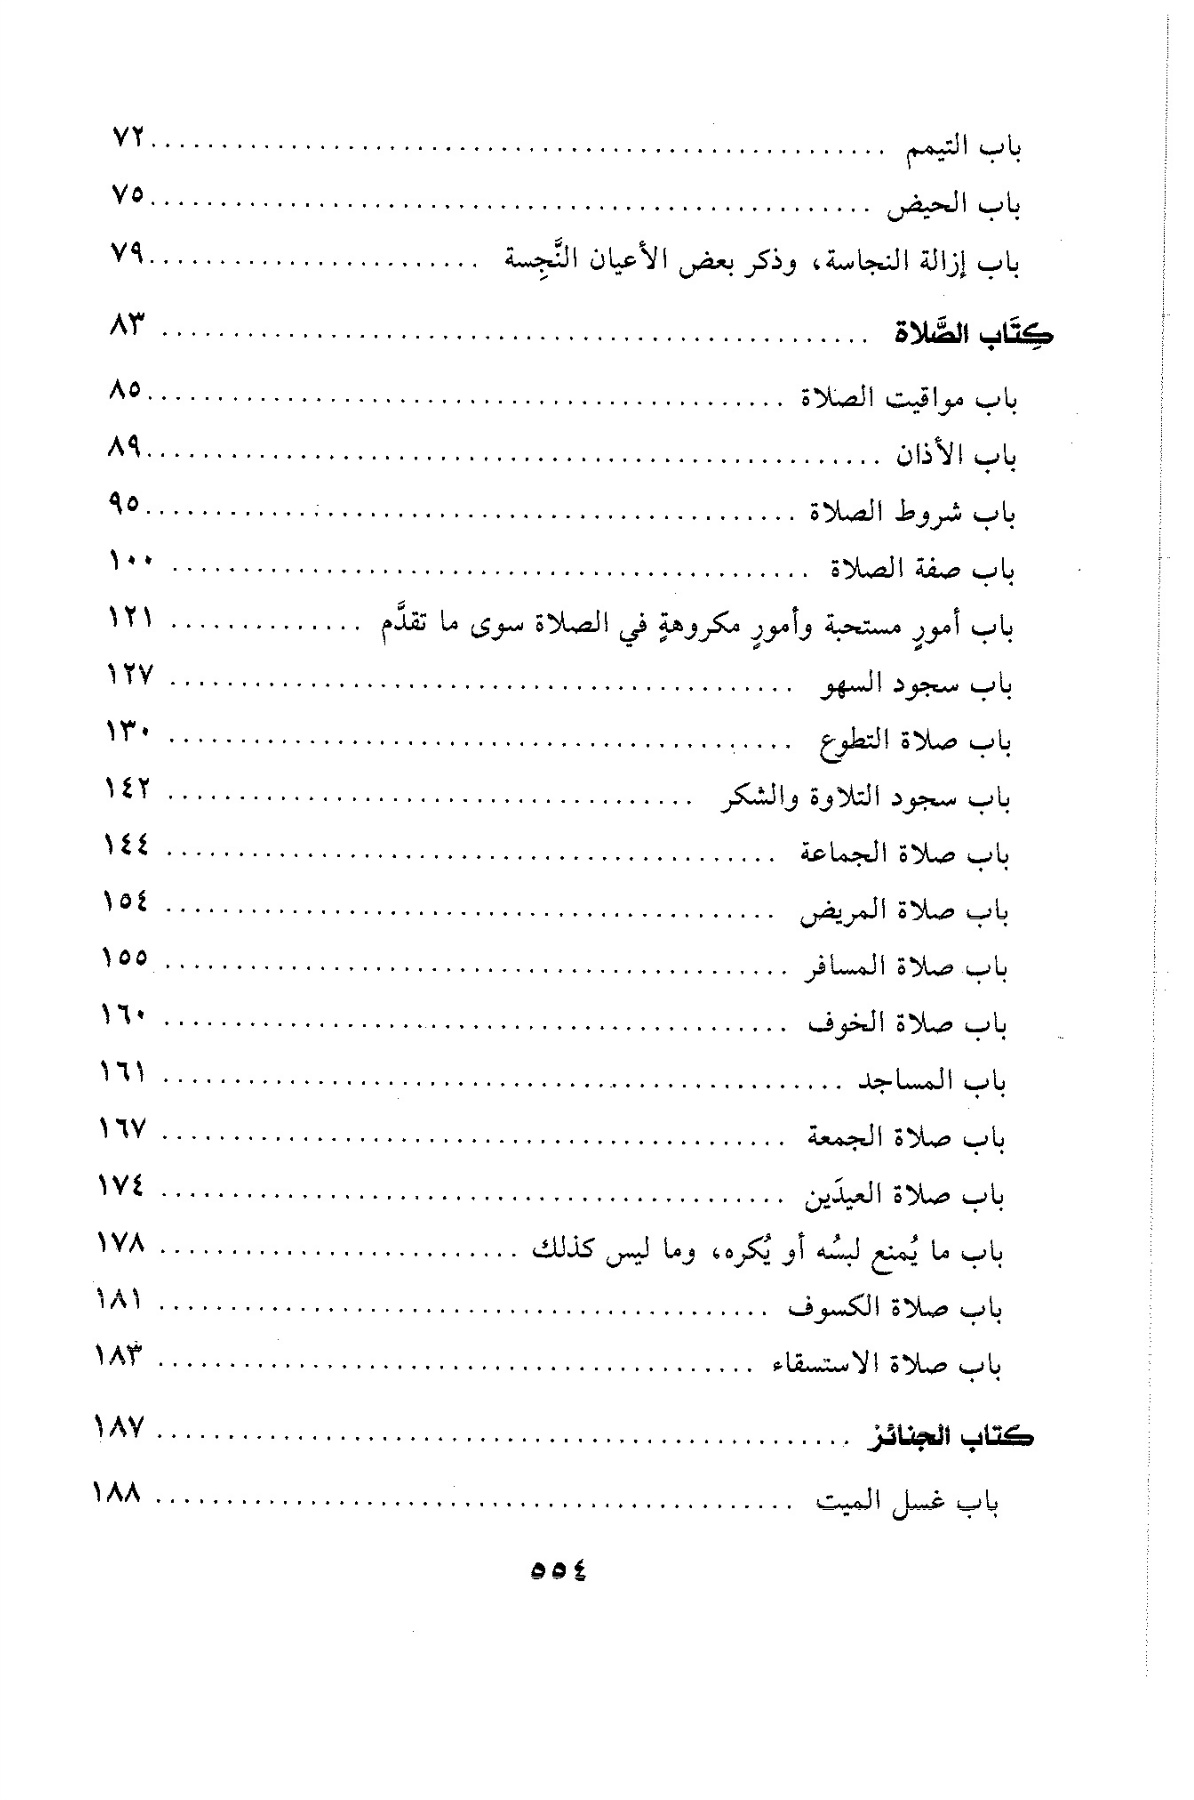 باب التيمم ..... ٧٢
باب الحيض ..... ٧٥
باب إزالة النجاسة، وذكر بعض الأعيان النَّجِسة ..... ٧٩
كِتَاب الصَّلاة ..... ٨٣
باب مواقيت الصلاة ..... ٨٥
باب الأذان ..... ٨٩
باب شروط الصلاة ..... ٩٥
باب صفة الصلاة ..... ١٠٠
باب أمورٍ مستحبة وأمورٍ مكروهةٍ في الصلاة سوى ما تقدَّم ..... ١٢١
باب سجود السهو ..... ١٢٧
باب صلاة التطوع ..... ١٣٠
باب سجود التلاوة والشكر ..... ١٤٢
باب صلاة الجماعة ..... ١٤٤
باب صلاة المريض ..... ١٥٤
باب صلاة المسافر ..... ١٥٥
باب صلاة الخوف ..... ١٦٠
باب المساجد ..... ١٦١
باب صلاة الجمعة ..... ١٦٧
باب صلاة العيدَين ..... ١٧٤
باب ما يُمنع لبسُه أو يُكره، وما ليس كذلك ..... ١٧٨
باب صلاة الكسوف ..... ١٨١
باب صلاة الاستسقاء ..... ١٨٣
كتاب الجنائز ..... ١٨٧
باب غسل الميت ..... ١٨٨
٥٥٤